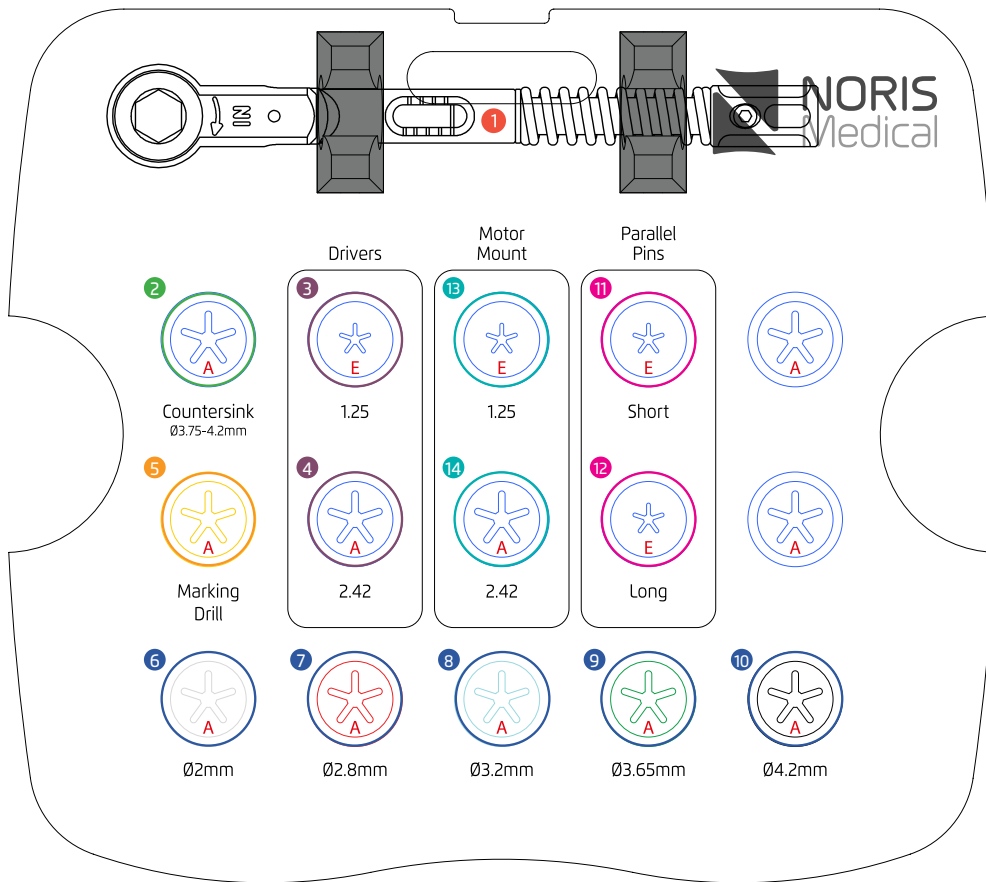 IN
1
NORIS
Medical
Drivers
Motor
Mount
Parallel
Pins
2
3
13
11
A
E
E
E
A
Countersink
Ø3.75-4.2mm
1.25
1.25
Short
5
4
14
12
A
A
A
E
A
Marking
Drill
2.42
2.42
Long
6
7
8
9
10
A
A
A
A
A
Ø2mm
Ø2.8mm
Ø3.2mm
Ø3.65mm
Ø4.2mm